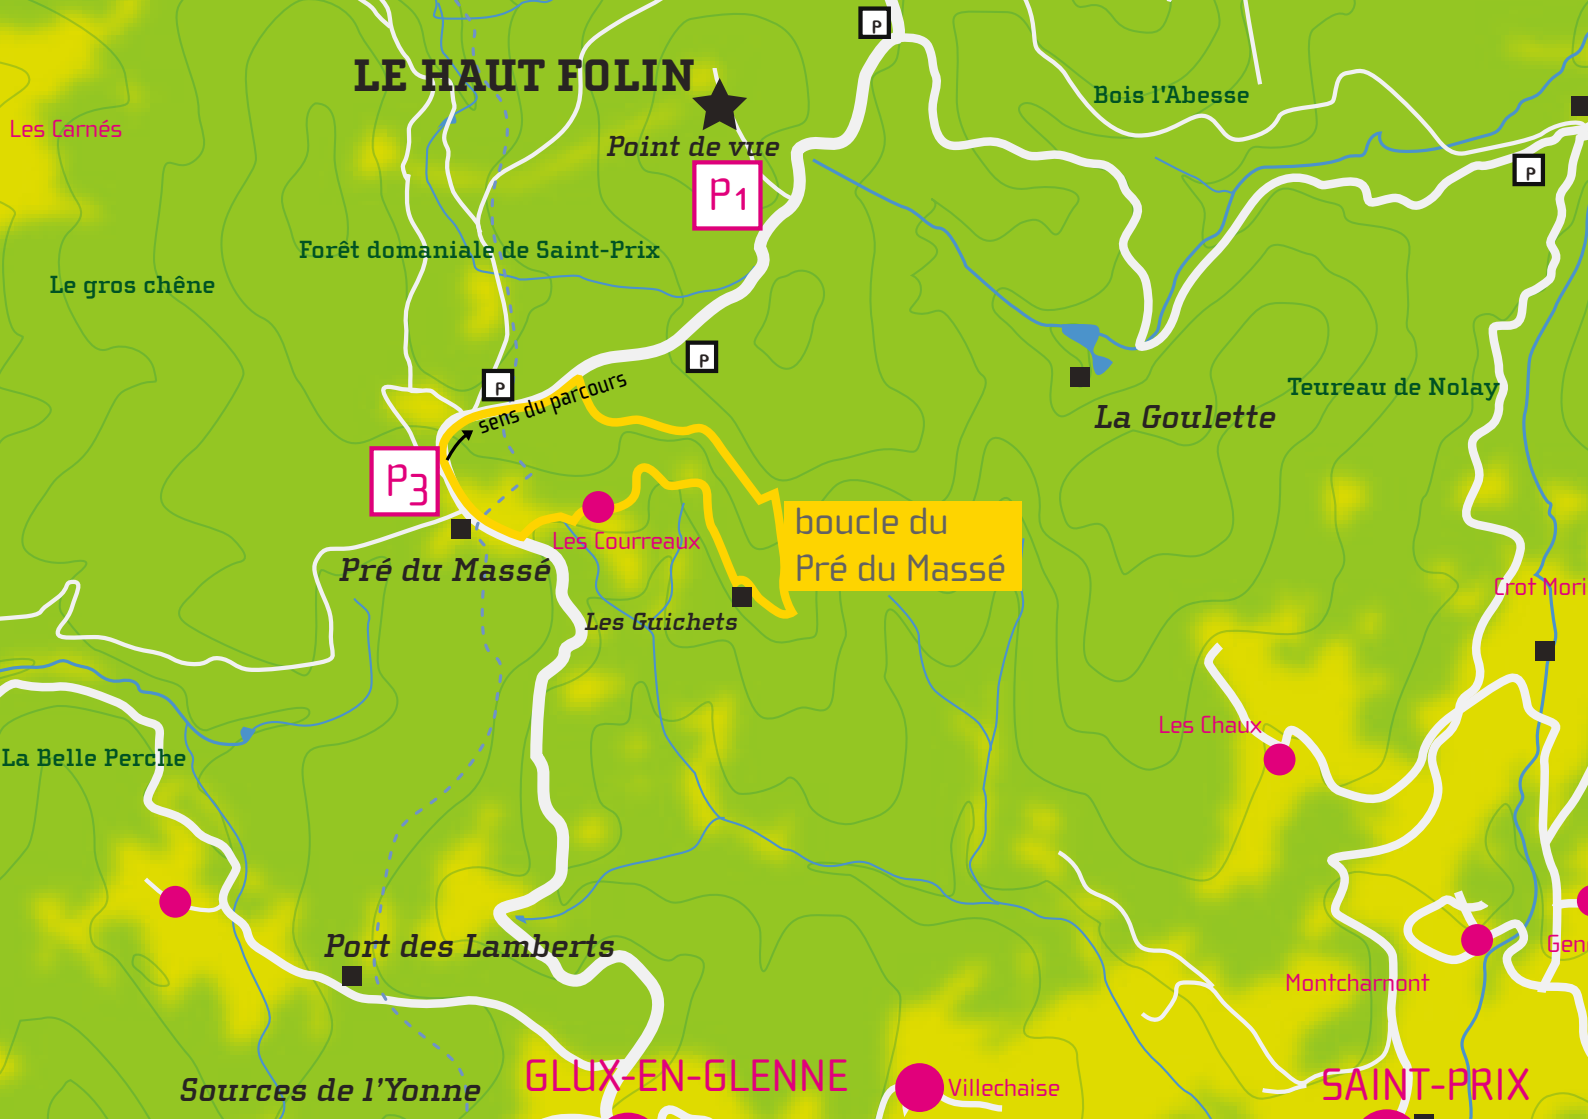 P
LE HAUT FOLIN
Bois l'Abesse
Les Carnés
Point de vue
P
P1
Forêt domaniale de Saint-Prix
Le gros chêne
P
P
sens du parcours
Teureau de Nolay
La Goulette
P3
boucle du
Pré du Massé
Les Courreaux
Pré du Massé
Crot Mori
Les Guichets
Les Chaux
La Belle Perche
Port des Lamberts
Gen
Montcharnont
GLUX-EN-GLENNE
Villechaise
SAINT-PRIX
Sources de l'Yonne